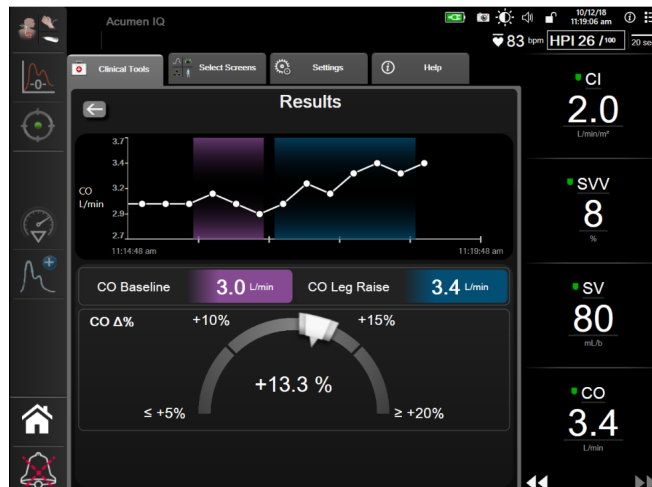 Acumen IQ
10/12/18
11:19:06 am
83 bpm HPI 26 / 100
20 se
Clinical Tools
Select Screens
Settings
Help
Results
CO
L/min
3.7
3.4
3.2
2.9
2.7
11:14:48 am
11:19:48 am
CO Baseline 3.0 L/min CO Leg Raise 3.4 L/min
CO Δ%
+10%
+15%
+13.3 %
≤ +5%
≥ +20%
CI
2.0
L/min/m²
SVV
8
%
SV
80
mL/b
CO
3.4
L/min
-0-